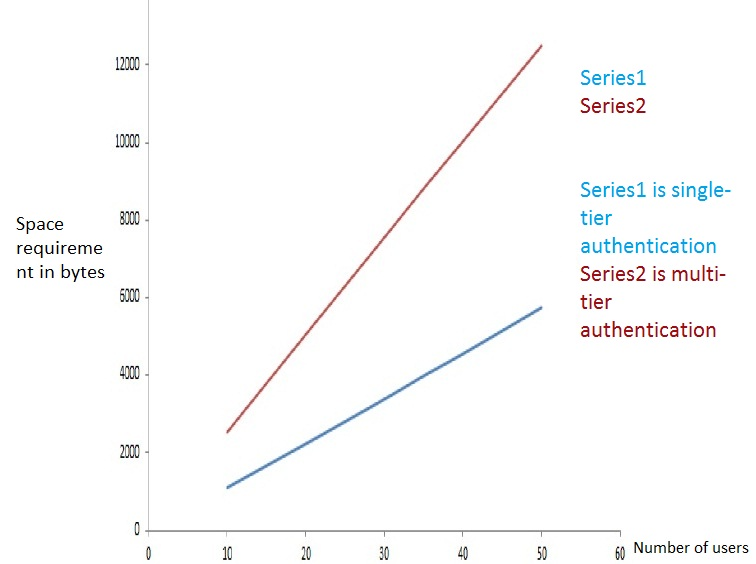 12000
10000
8000
6000
4000
2000
0
0 10 20 30 40 50 60
Space
requireme
nt in bytes
Number of users
Series1
Series2
Series1 is single-
tier
authentication
Series2 is multi-
tier
authentication